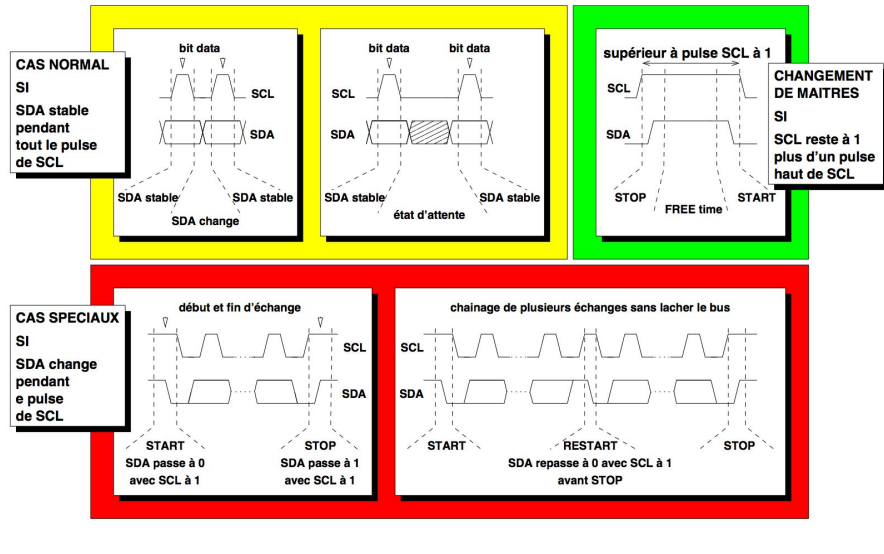 CAS NORMAL
SI
SDA stable
pendant
tout le pulse
de SCL
bit data
SCL
SDA
SDA stable
SDA stable
SDA change
bit data
bit data
SCL
SDA
SDA stable
SDA stable
état d'attente
supérieur à pulse SCL à 1
SCL
SDA
STOP
START
FREE time
CHANGEMENT
DE MAITRES
SI
SCL reste à 1
plus d'un pulse
haut de SCL
CAS SPECIAUX
SI
SDA change
pendant
e pulse
de SCL
début et fin d'échange
SCL
SDA
START
STOP
SDA passe à 0
avec SCL à 1
SDA passe à 1
avec SCL à 1
chainage de plusieurs échanges sans lacher le bus
SCL
SDA
START
RESTART
STOP
SDA repasse à 0 avec SCL à 1
avant STOP